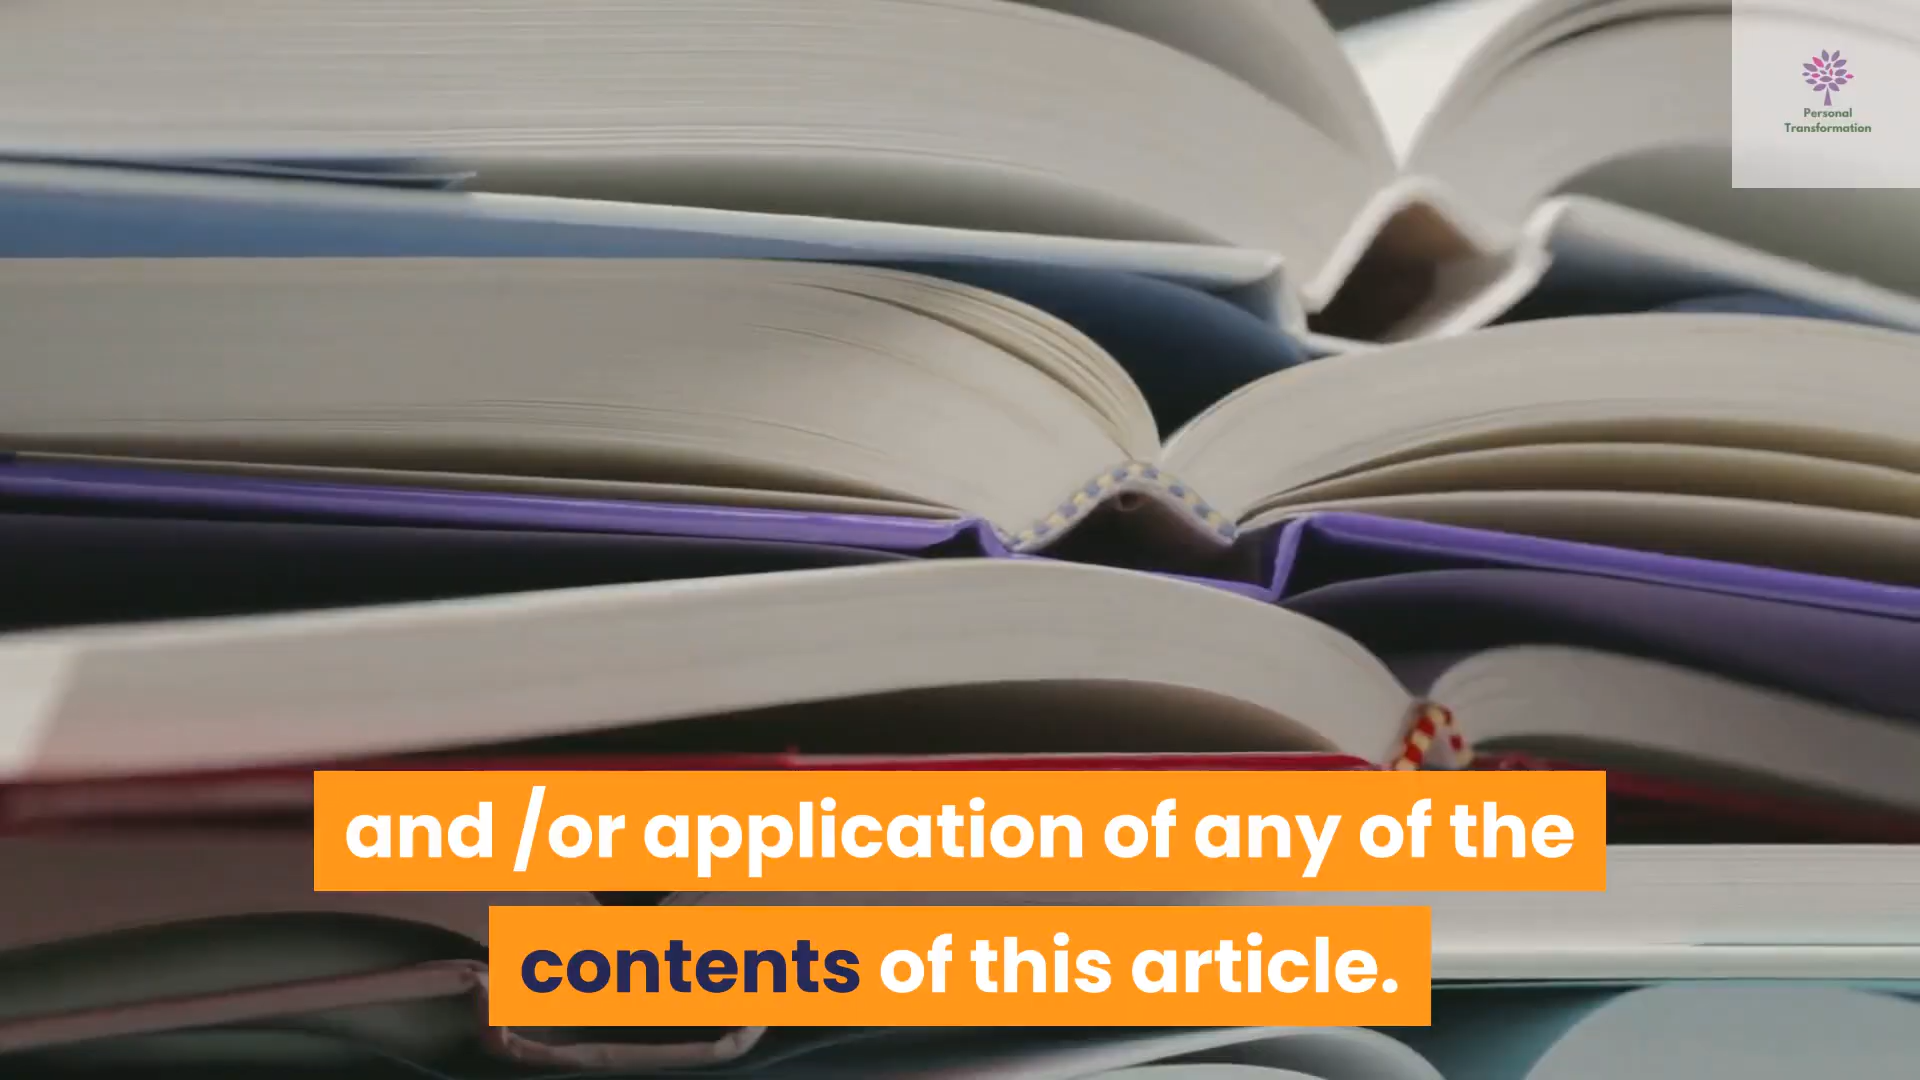 Personal
Transformation
and /or application of any of the
contents of this article.